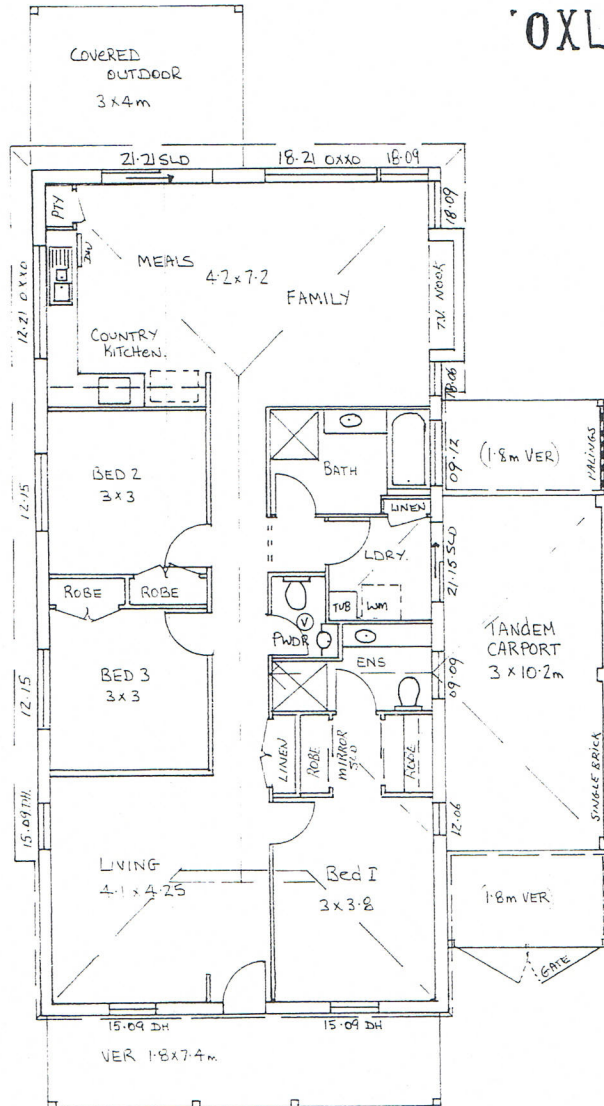 'OXL
COVERED
OUTDOOR
3 x 4m
21·21 SLD
18·21 OXXO
18·09
PTY
DW
MEALS
4·2 x 7·2
FAMILY
18·09
T.V. NOOK
12·21 OXXO
COUNTRY
KITCHEN.
18·06
BED 2
3 x 3
BATH
09·12
(1·8m VER)
PALINGS
12·15
LINEN
LDRY.
21·15 SLD
ROBE
ROBE
TUB
WM
V
PWDR
ENS
09·09
TANDEM
CARPORT
3 x 10·2m
BED 3
3 x 3
12·15
LINEN
ROBE
MIRROR
SLD
ROBE
SINGLE BRICK
15·09 DH.
12·06
LIVING
4·1 x 4·25
Bed I
3 x 3·8
1·8m VER
GATE
15·09 DH
15·09 DH
VER 1·8x7·4m